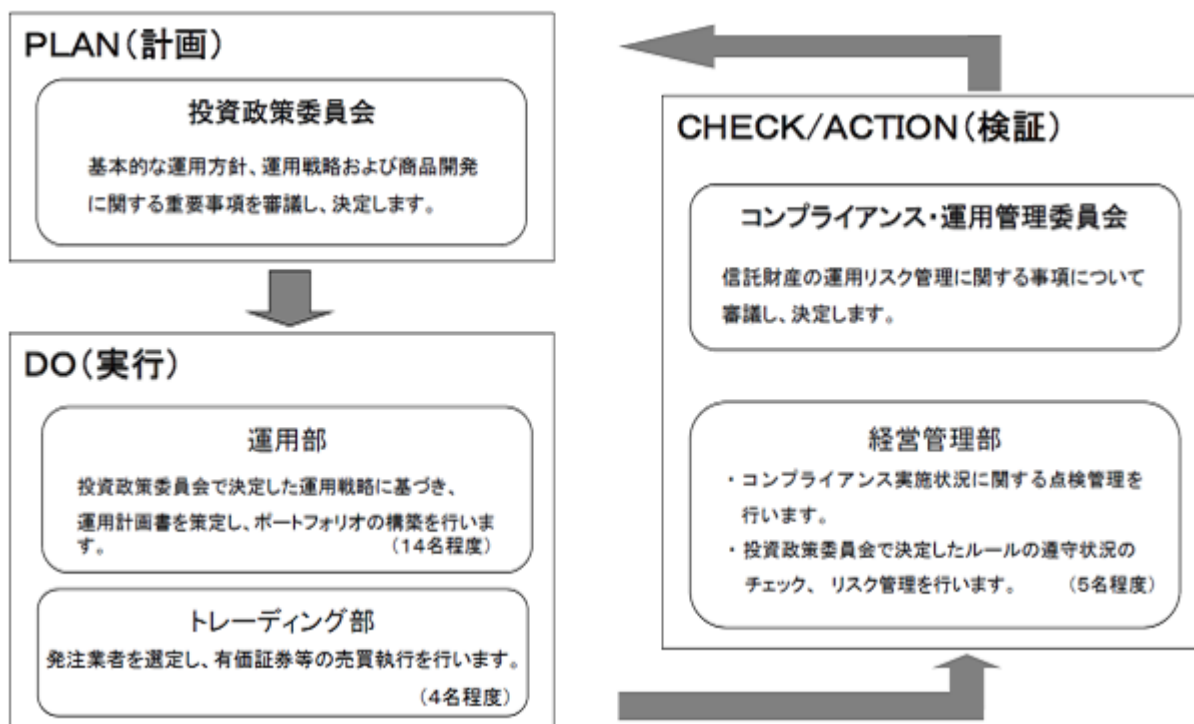 PLAN(計画)
投資政策委員会
基本的な運用方針、運用戦略および商品開発
に関する重要事項を審議し、決定します。
DO(実行)
運用部
投資政策委員会で決定した運用戦略に基づき、
運用計画書を策定し、ポートフォリオの構築を行いま
す。 (14名程度)
トレーディング部
発注業者を選定し、有価証券等の売買執行を行います。
(4名程度)
CHECK/ACTION(検証)
コンプライアンス・運用管理委員会
信託財産の運用リスク管理に関する事項について
審議し、決定します。
経営管理部
・コンプライアンス実施状況に関する点検管理を
行います。
・投資政策委員会で決定したルールの遵守状況の
チェック、 リスク管理を行います。 (5名程度)